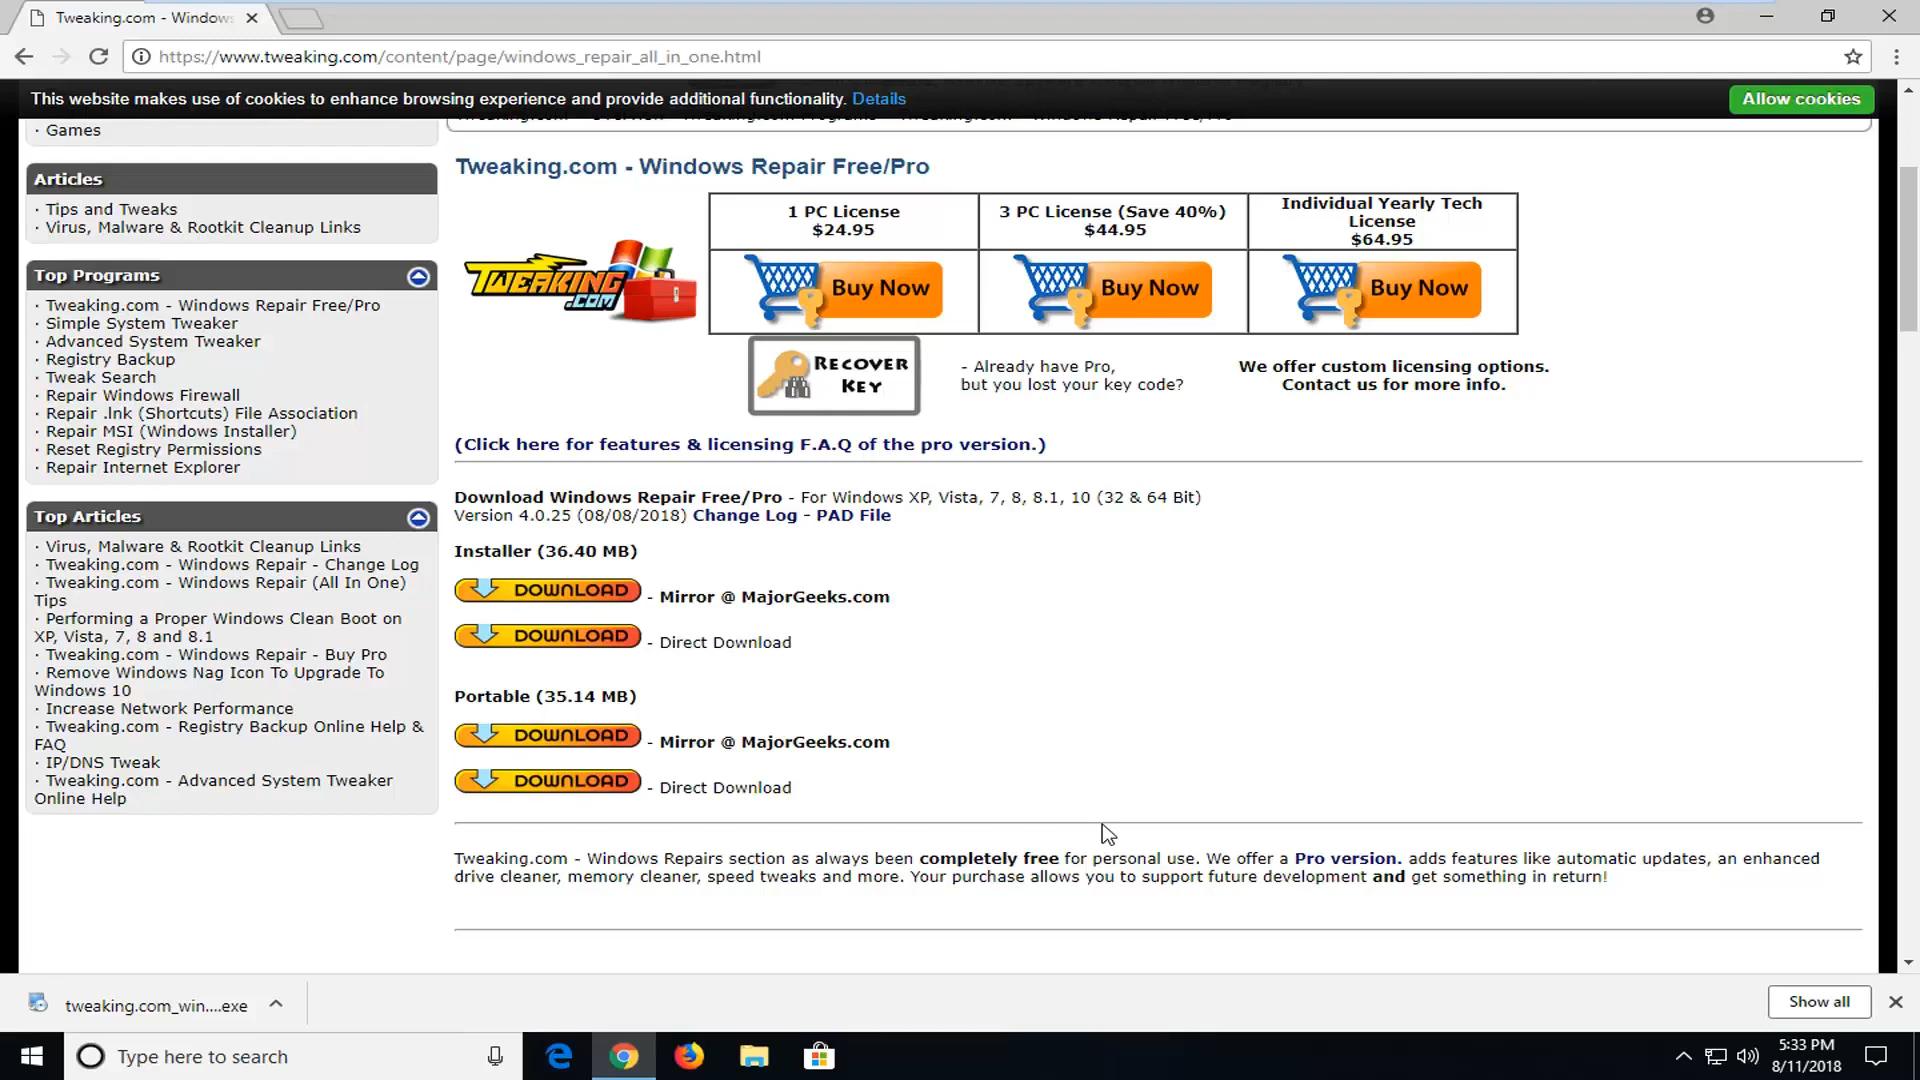 Tweaking.com - Window
https://www.tweaking.com/content/page/windows_repair_all_in_one.html
This website makes use of cookies to enhance browsing experience and provide additional functionality. Details
Allow cookies
· Games
Articles
· Tips and Tweaks
· Virus, Malware & Rootkit Cleanup Links
Top Programs
· Tweaking.com - Windows Repair Free/Pro
· Simple System Tweaker
· Advanced System Tweaker
· Registry Backup
· Tweak Search
· Repair Windows Firewall
· Repair .lnk (Shortcuts) File Association
· Repair MSI (Windows Installer)
· Reset Registry Permissions
· Repair Internet Explorer
Top Articles
· Virus, Malware & Rootkit Cleanup Links
· Tweaking.com - Windows Repair - Change Log
· Tweaking.com - Windows Repair (All In One)
Tips
· Performing a Proper Windows Clean Boot on
XP, Vista, 7, 8 and 8.1
· Tweaking.com - Windows Repair - Buy Pro
· Remove Windows Nag Icon To Upgrade To
Windows 10
· Increase Network Performance
· Tweaking.com - Registry Backup Online Help &
FAQ
· IP/DNS Tweak
· Tweaking.com - Advanced System Tweaker
Online Help
Tweaking.com - Windows Repair Free/Pro
TWEAKING
.COM
1 PC License
$24.95
3 PC License (Save 40%)
$44.95
Individual Yearly Tech
License
$64.95
Buy Now
Buy Now
Buy Now
RECOVER
KEY
- Already have Pro,
but you lost your key code?
We offer custom licensing options.
Contact us for more info.
(Click here for features & licensing F.A.Q of the pro version.)
Download Windows Repair Free/Pro - For Windows XP, Vista, 7, 8, 8.1, 10 (32 & 64 Bit)
Version 4.0.25 (08/08/2018) Change Log - PAD File
Installer (36.40 MB)
DOWNLOAD - Mirror @ MajorGeeks.com
DOWNLOAD - Direct Download
Portable (35.14 MB)
DOWNLOAD - Mirror @ MajorGeeks.com
DOWNLOAD - Direct Download
Tweaking.com - Windows Repairs section as always been completely free for personal use. We offer a Pro version. adds features like automatic updates, an enhanced
drive cleaner, memory cleaner, speed tweaks and more. Your purchase allows you to support future development and get something in return!
tweaking.com_win....exe
Show all
Type here to search
5:33 PM
8/11/2018